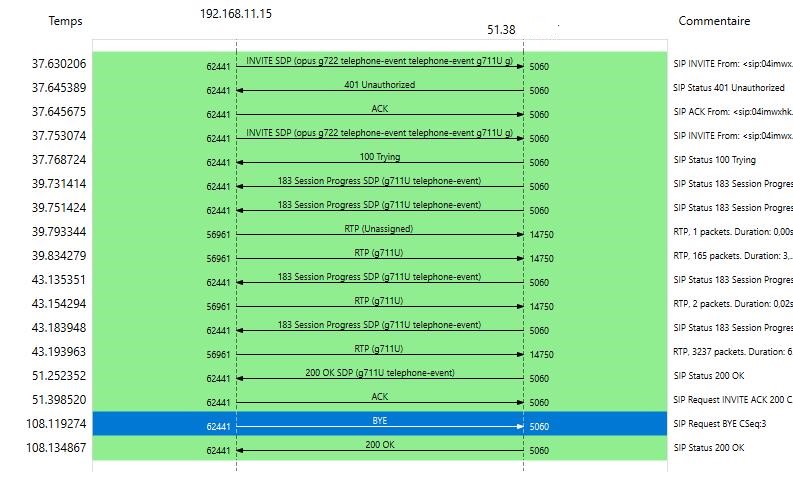 Temps 192.168.11.15 51.38 Commentaire
37.630206 62441 INVITE SDP (opus g722 telephone-event telephone-event g711U g) 5060 SIP INVITE From: <sip:04imwx.
37.645389 62441 401 Unauthorized 5060 SIP Status 401 Unauthorized
37.645675 62441 ACK 5060 SIP ACK From: <sip:04imwxhk.
37.753074 62441 INVITE SDP (opus g722 telephone-event telephone-event g711U g) 5060 SIP INVITE From: <sip:04imwx.
37.768724 62441 100 Trying 5060 SIP Status 100 Trying
39.731414 62441 183 Session Progress SDP (g711U telephone-event) 5060 SIP Status 183 Session Progres
39.751424 62441 183 Session Progress SDP (g711U telephone-event) 5060 SIP Status 183 Session Progres
39.793344 56961 RTP (Unassigned) 14750 RTP, 1 packets. Duration: 0,00s
39.834279 56961 RTP (g711U) 14750 RTP, 165 packets. Duration: 3,..
43.135351 62441 183 Session Progress SDP (g711U telephone-event) 5060 SIP Status 183 Session Progres
43.154294 56961 RTP (g711U) 14750 RTP, 2 packets. Duration: 0,02s
43.183948 62441 183 Session Progress SDP (g711U telephone-event) 5060 SIP Status 183 Session Progres
43.193963 56961 RTP (g711U) 14750 RTP, 3237 packets. Duration: 6.
51.252352 62441 200 OK SDP (g711U telephone-event) 5060 SIP Status 200 OK
51.398520 62441 ACK 5060 SIP Request INVITE ACK 200 C
108.119274 62441 BYE 5060 SIP Request BYE CSeq:3
108.134867 62441 200 OK 5060 SIP Status 200 OK